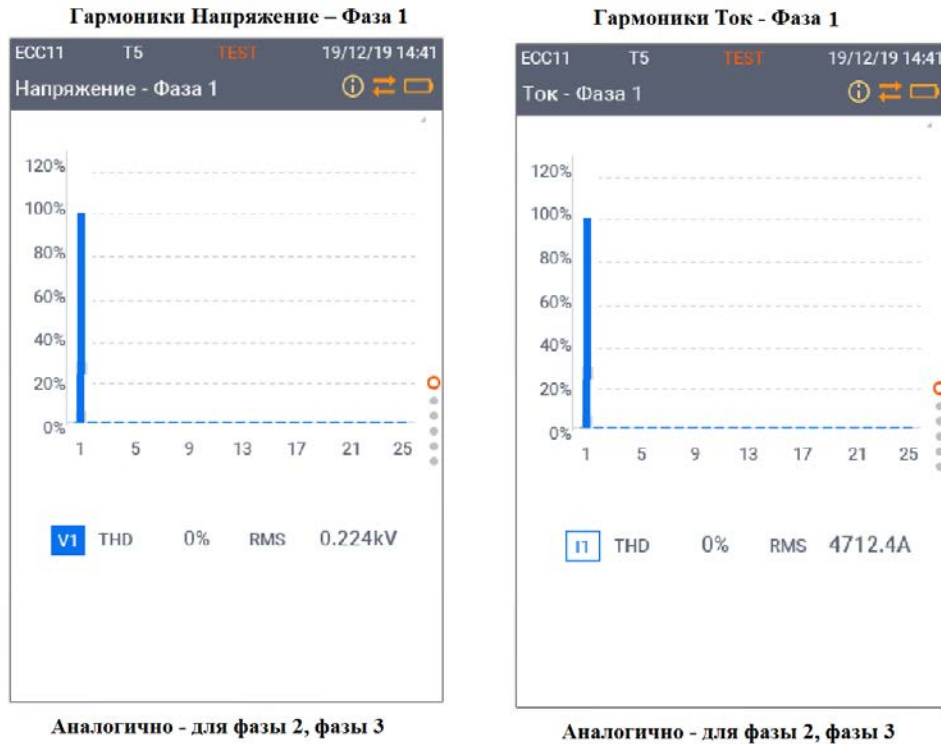 Гармоники Напряжение – Фаза 1
ECC11 T5 TEST 19/12/19 14:41
Напряжение - Фаза 1
120%
100%
80%
60%
40%
20%
0%
1 5 9 13 17 21 25
V1 THD 0% RMS 0.224kV
Аналогично - для фазы 2, фазы 3
Гармоники Ток - Фаза 1
ECC11 T5 TEST 19/12/19 14:41
Ток - Фаза 1
120%
100%
80%
60%
40%
20%
0%
1 5 9 13 17 21 25
I1 THD 0% RMS 4712.4A
Аналогично - для фазы 2, фазы 3